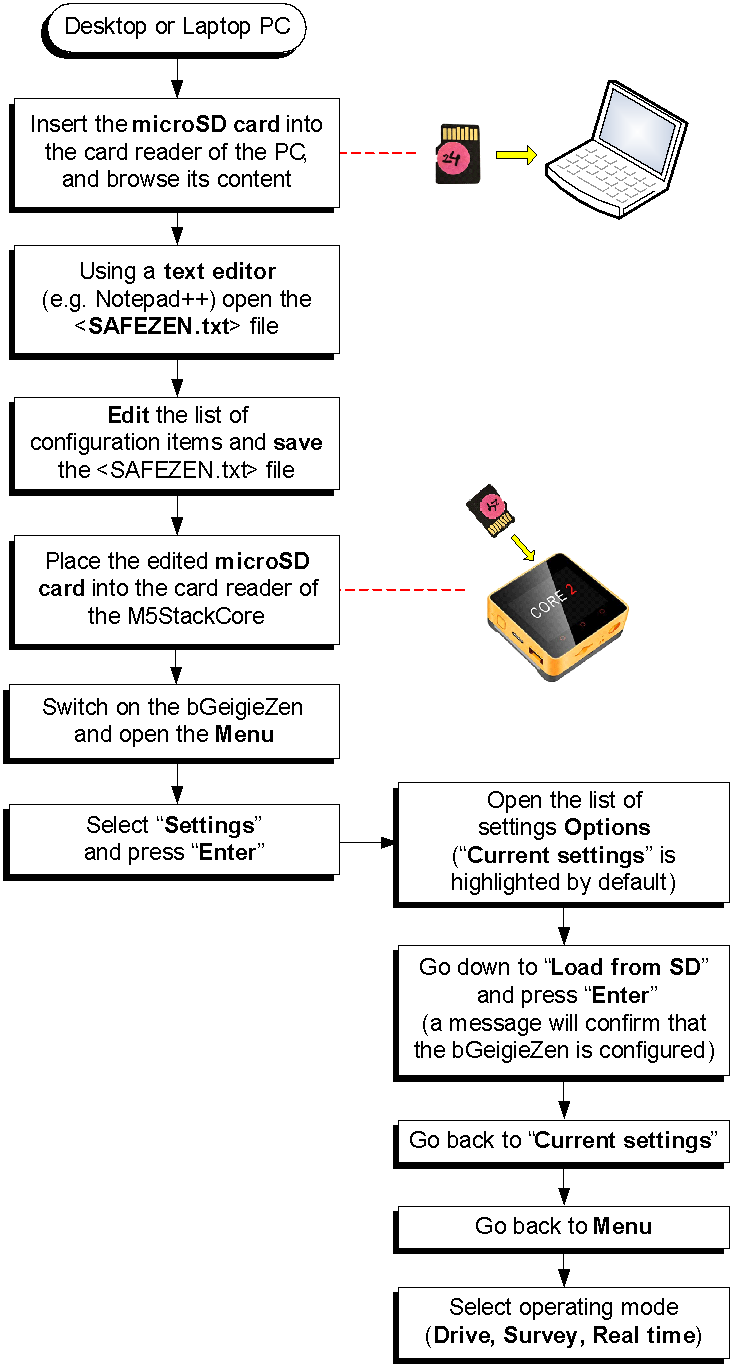 Desktop or Laptop PC
Insert the microSD card into
the card reader of the PC,
and browse its content
24
Using a text editor
(e.g. Notepad++) open the
<SAFEZEN.txt> file
Edit the list of
configuration items and save
the <SAFEZEN.txt> file
Place the edited microSD
card into the card reader of
the M5StackCore
CORE 2
Switch on the bGeigieZen
and open the Menu
Select “Settings”
and press “Enter”
Open the list of
settings Options
(“Current settings” is
highlighted by default)
Go down to “Load from SD”
and press “Enter”
(a message will confirm that
the bGeigieZen is configured)
Go back to “Current settings”
Go back to Menu
Select operating mode
(Drive, Survey, Real time)